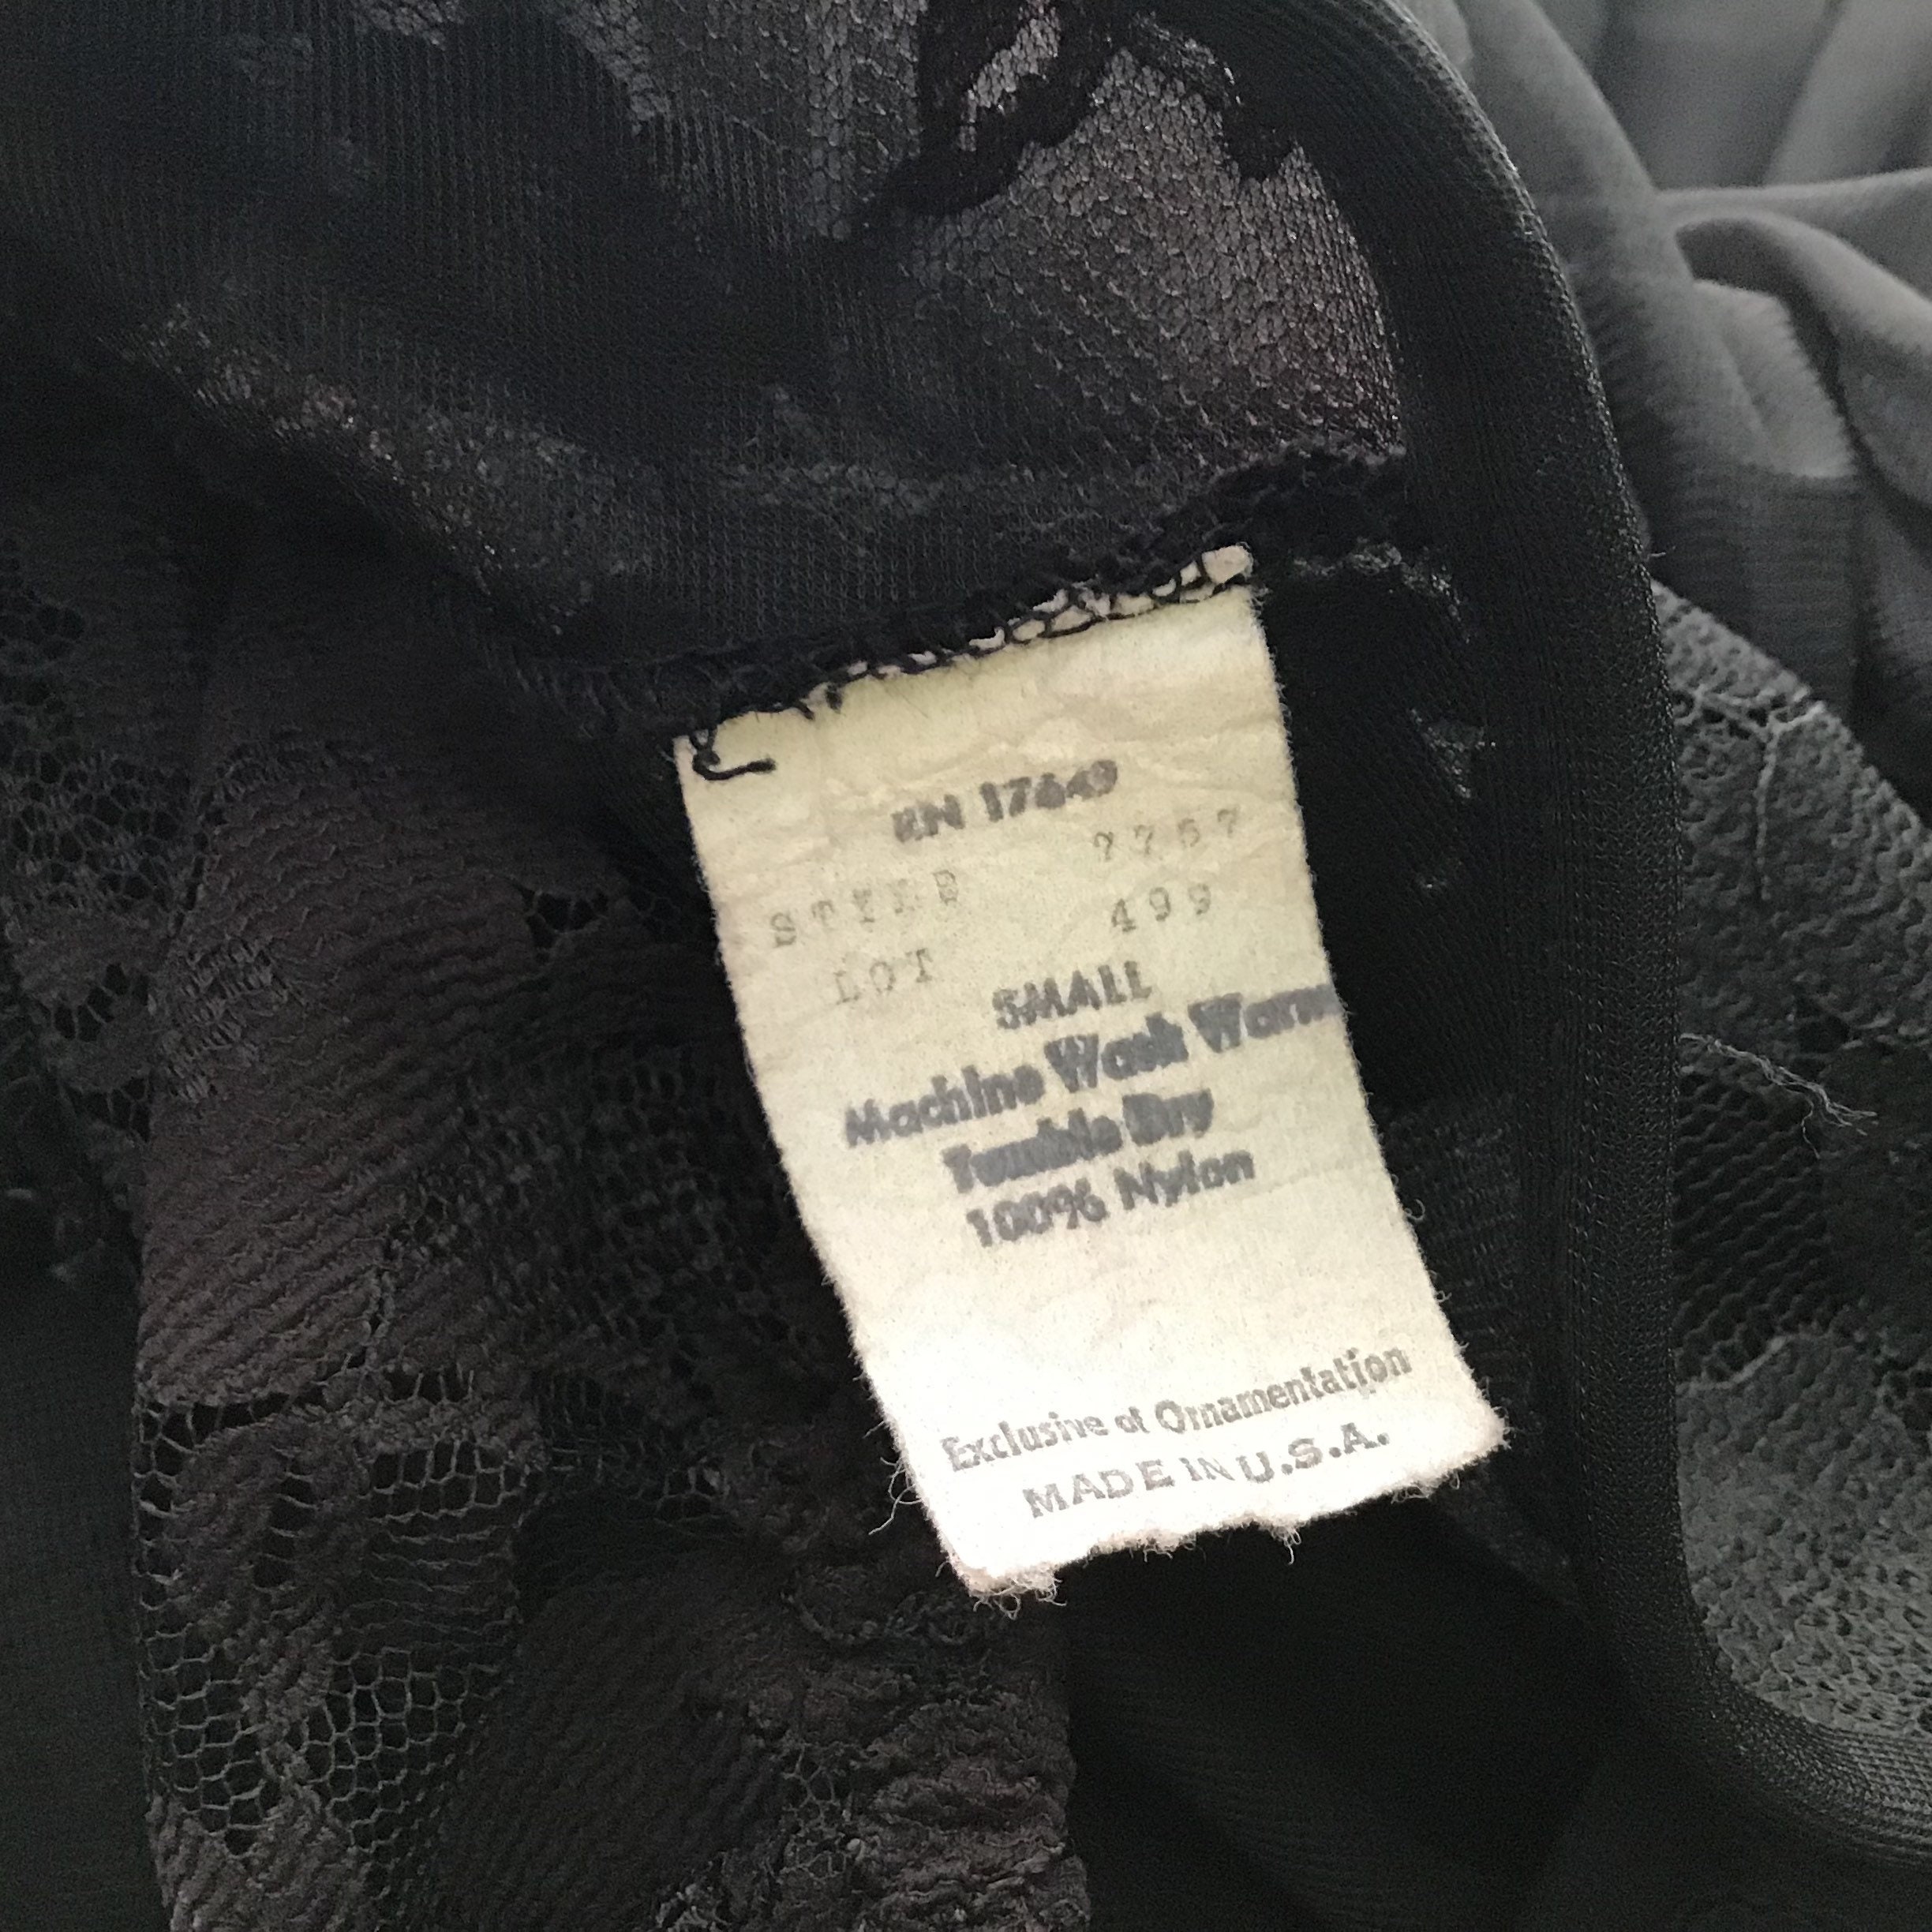 RN 17649
STYLE 7757
LOT 499
SMALL
Machine Wash Warm
Tumble Dry
100% Nylon
Exclusive of Ornamentation
MADE IN U.S.A.